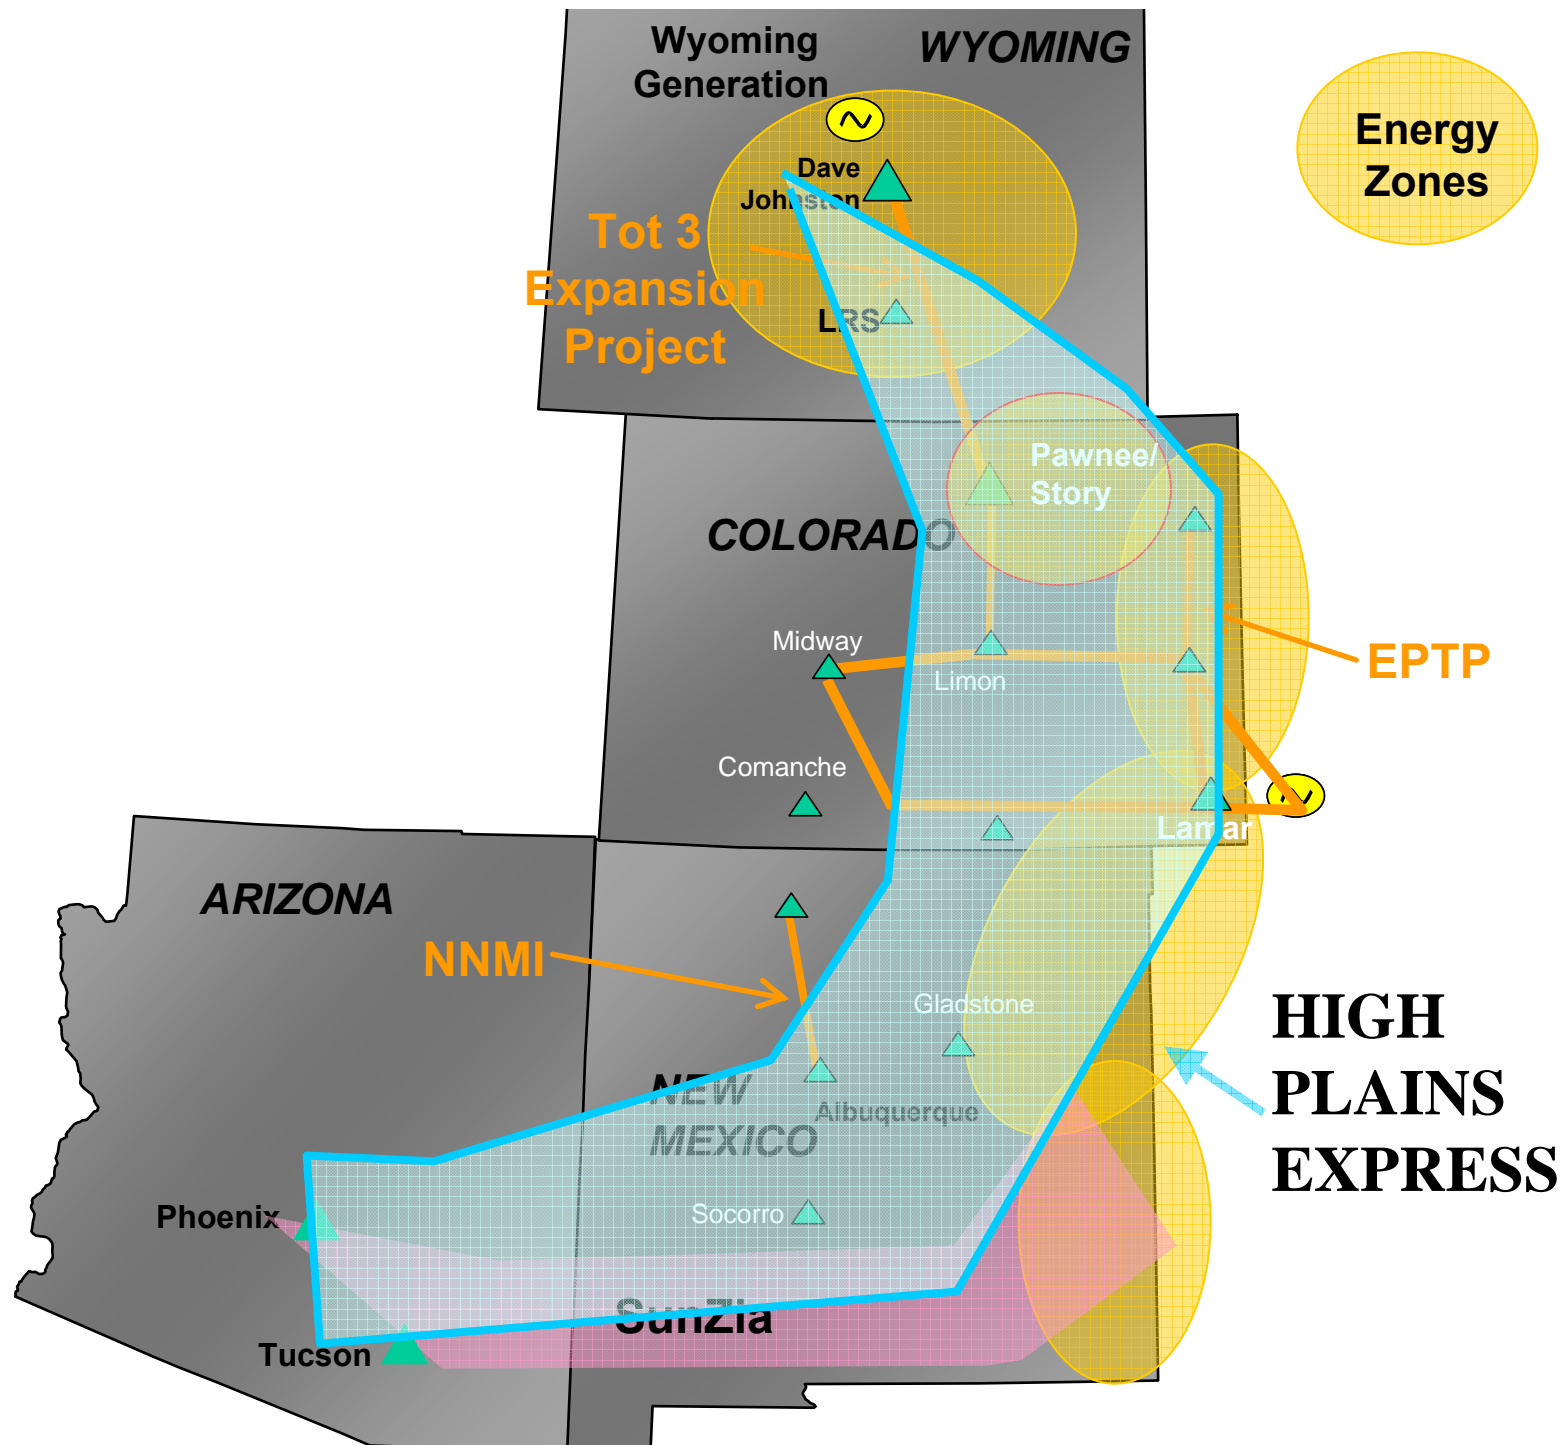 Wyoming
Generation
WYOMING
Energy
Zones
Dave
Johnston
Tot 3
Expansion
Project
LRS
Pawnee/
Story
COLORADO
Midway
Limon
EPTP
Comanche
Lamar
ARIZONA
NNMI
Gladstone
HIGH
PLAINS
EXPRESS
NEW
MEXICO
Albuquerque
Phoenix
Socorro
SunZia
Tucson